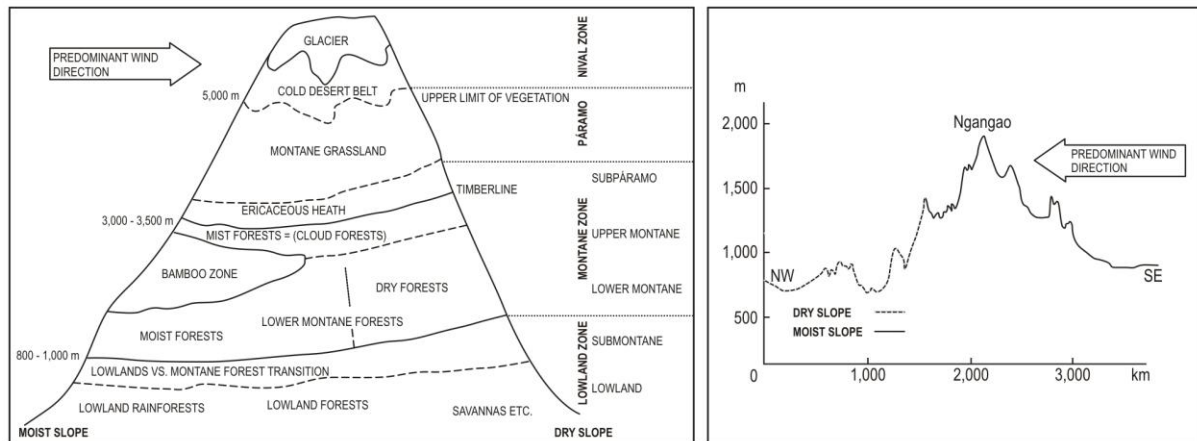 GLACIER
PREDOMINANT WIND
DIRECTION
NIVAL ZONE
5,000 m
COLD DESERT BELT
UPPER LIMIT OF VEGETATION
PÁRAMO
MONTANE GRASSLAND
TIMBERLINE
SUBPÁRAMO
ERICACEOUS HEATH
3,000 - 3,500 m
MIST FORESTS = (CLOUD FORESTS)
UPPER MONTANE
MONTANE ZONE
BAMBOO ZONE
DRY FORESTS
LOWER MONTANE
MOIST FORESTS
LOWER MONTANE FORESTS
SUBMONTANE
800 - 1,000 m
LOWLANDS VS. MONTANE FOREST TRANSITION
LOWLAND ZONE
LOWLAND
LOWLAND RAINFORESTS
LOWLAND FORESTS
SAVANNAS ETC.
MOIST SLOPE
DRY SLOPE
m
2,000
Ngangao
PREDOMINANT WIND
DIRECTION
1,500
1,000
NW
SE
500
DRY SLOPE
MOIST SLOPE
0
1,000
2,000
3,000
km